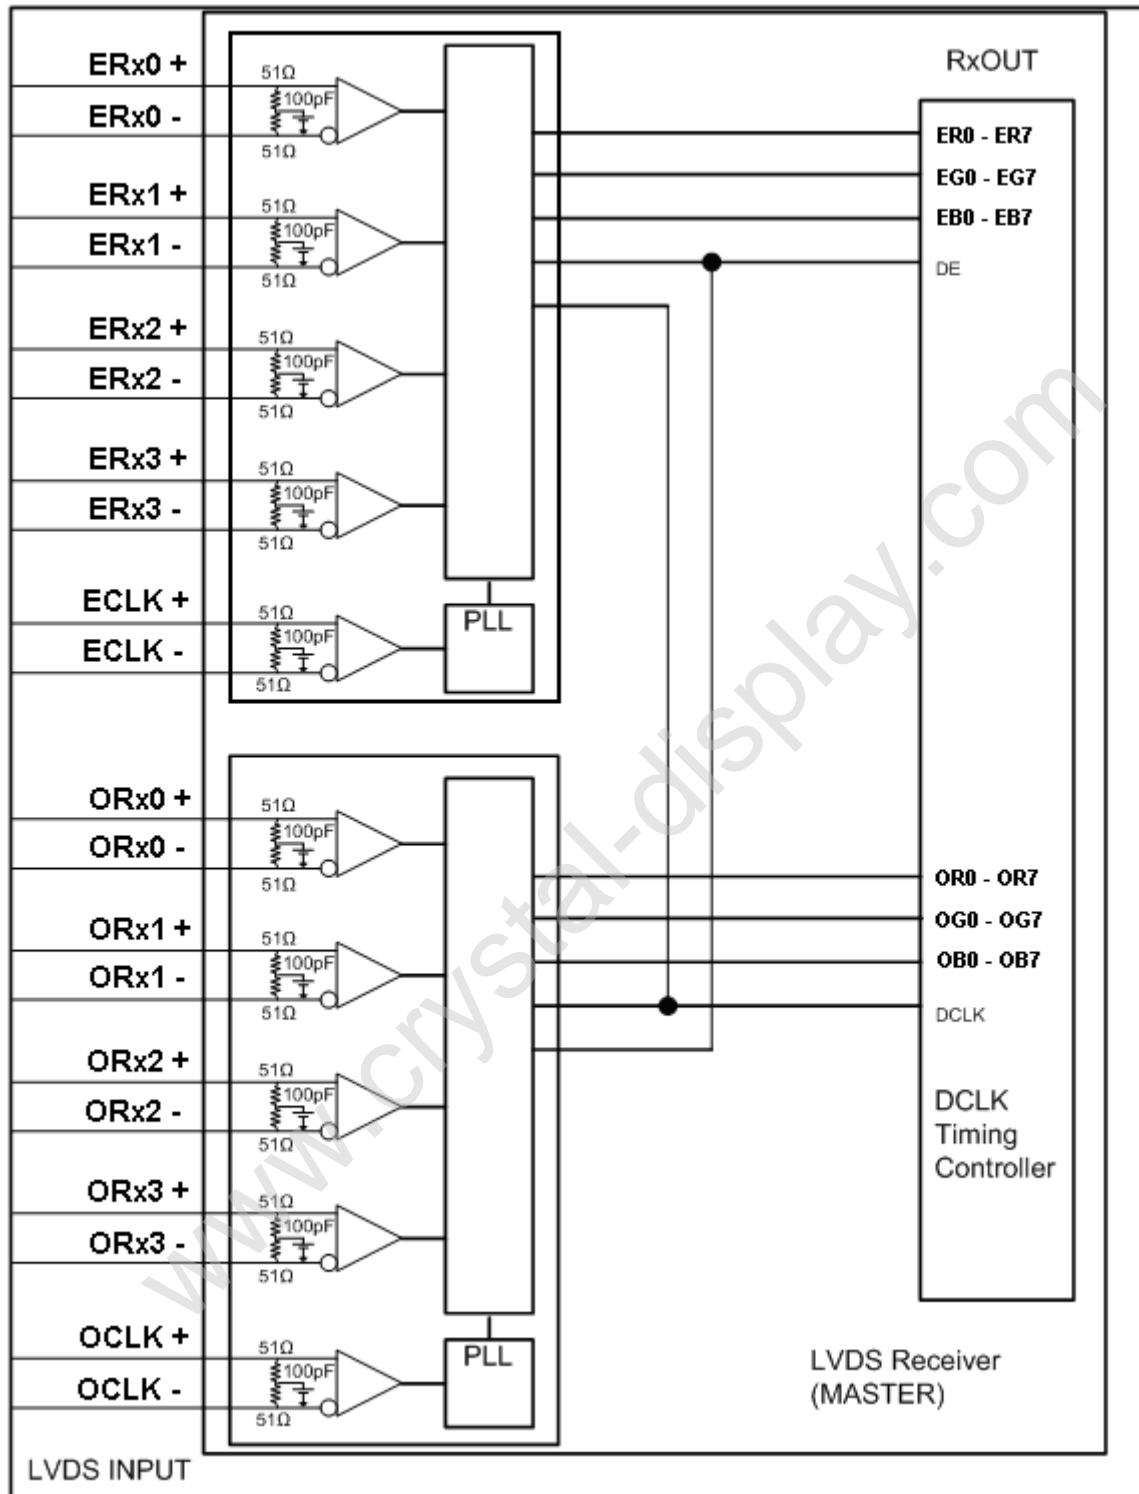 RxOUT
ERx0 +
51Ω
100pF
ERx0 -
51Ω
ER0 - ER7
EG0 - EG7
ERx1 +
51Ω
100pF
EB0 - EB7
ERx1 -
51Ω
DE
ERx2 +
51Ω
100pF
ERx2 -
51Ω
ERx3 +
51Ω
100pF
ERx3 -
51Ω
ECLK +
51Ω
PLL
100pF
ECLK -
51Ω
ORx0 +
51Ω
100pF
ORx0 -
51Ω
OR0 - OR7
OG0 - OG7
ORx1 +
51Ω
100pF
OB0 - OB7
ORx1 -
51Ω
DCLK
ORx2 +
51Ω
100pF
ORx2 -
51Ω
DCLK
Timing
Controller
ORx3 +
51Ω
100pF
ORx3 -
51Ω
OCLK +
51Ω
PLL
100pF
OCLK -
51Ω
LVDS Receiver
(MASTER)
LVDS INPUT
www.crystal-display.com